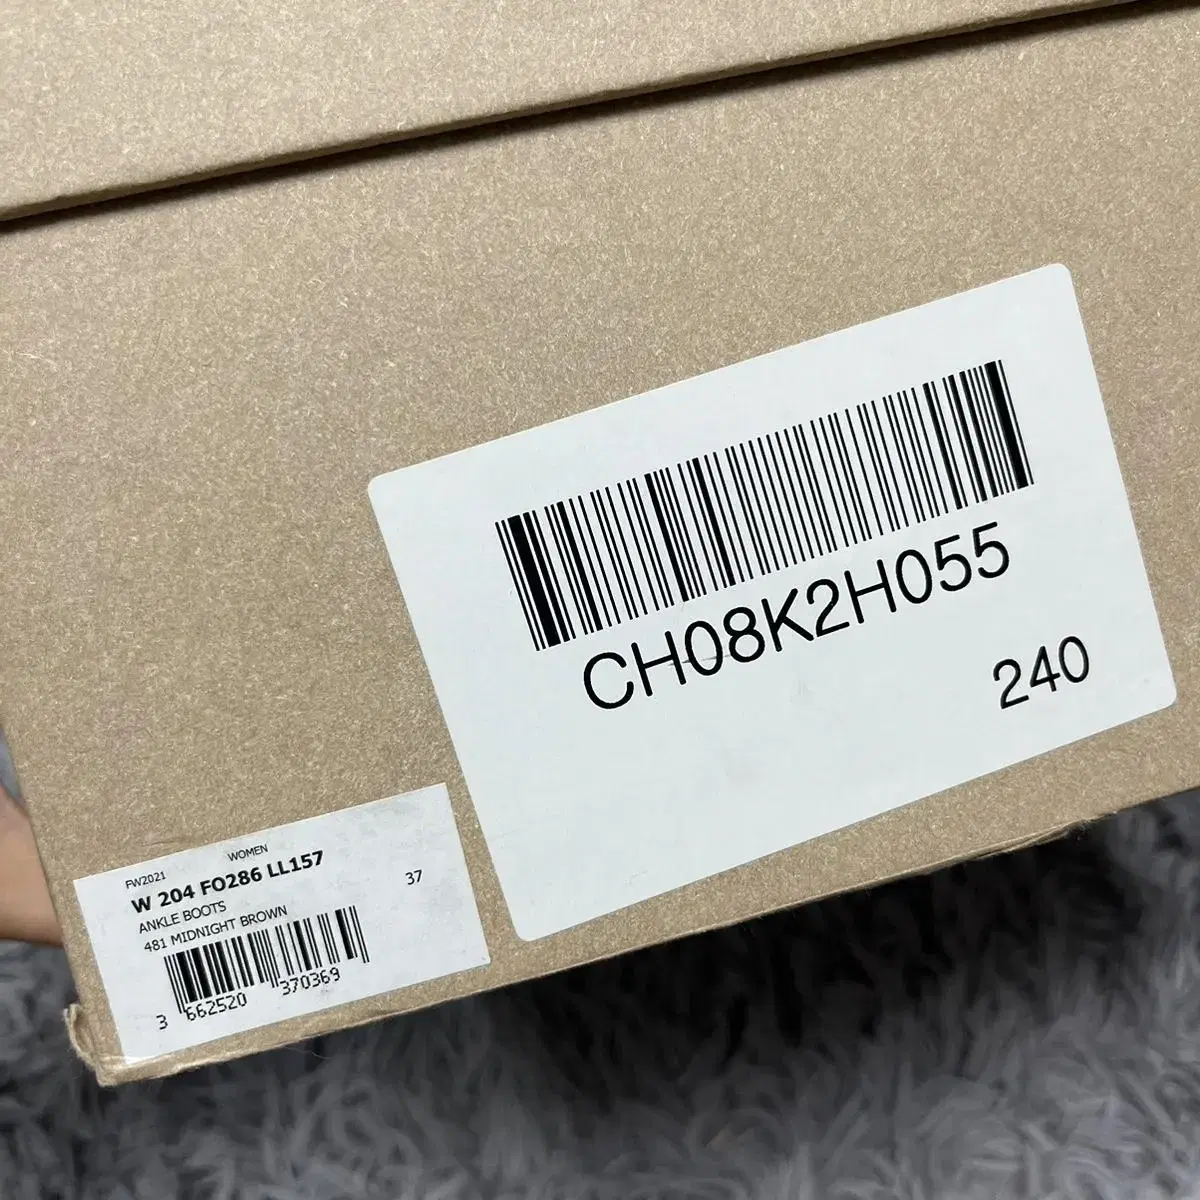 CH08K2H055
240
WOMEN
FW2021
W 204 FO286 LL157
37
ANKLE BOOTS
481 MIDNIGHT BROWN
3 662520 370369